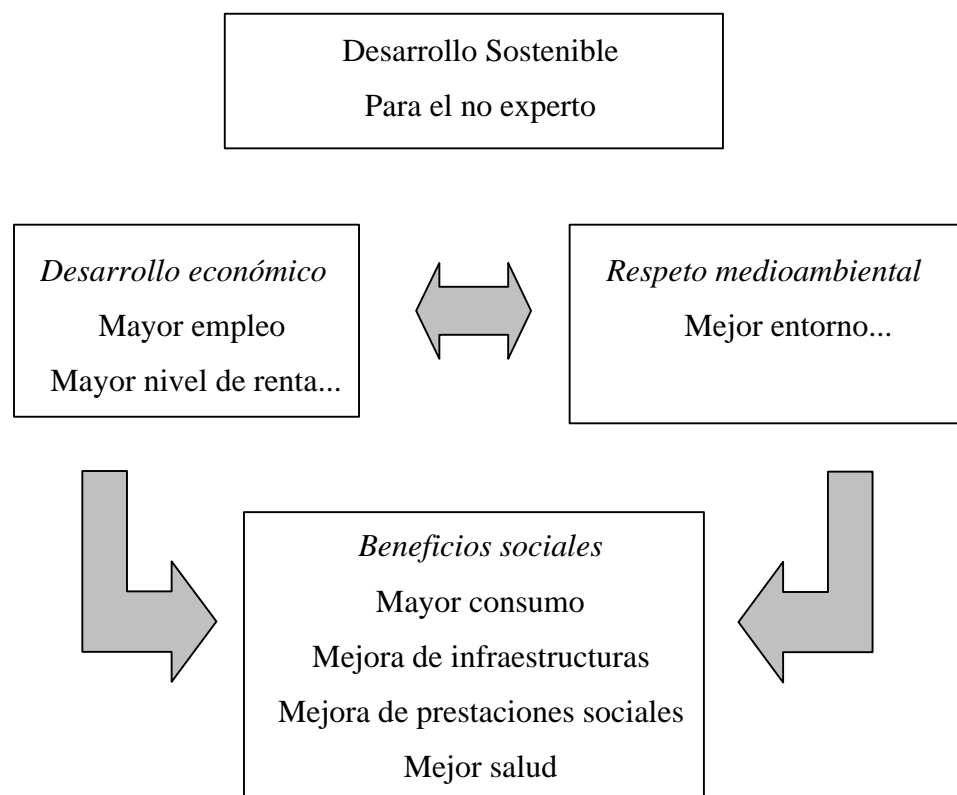 Desarrollo Sostenible
Para el no experto
Desarrollo económico
Mayor empleo
Mayor nivel de renta...
Respeto medioambiental
Mejor entorno...
Beneficios sociales
Mayor consumo
Mejora de infraestructuras
Mejora de prestaciones sociales
Mejor salud